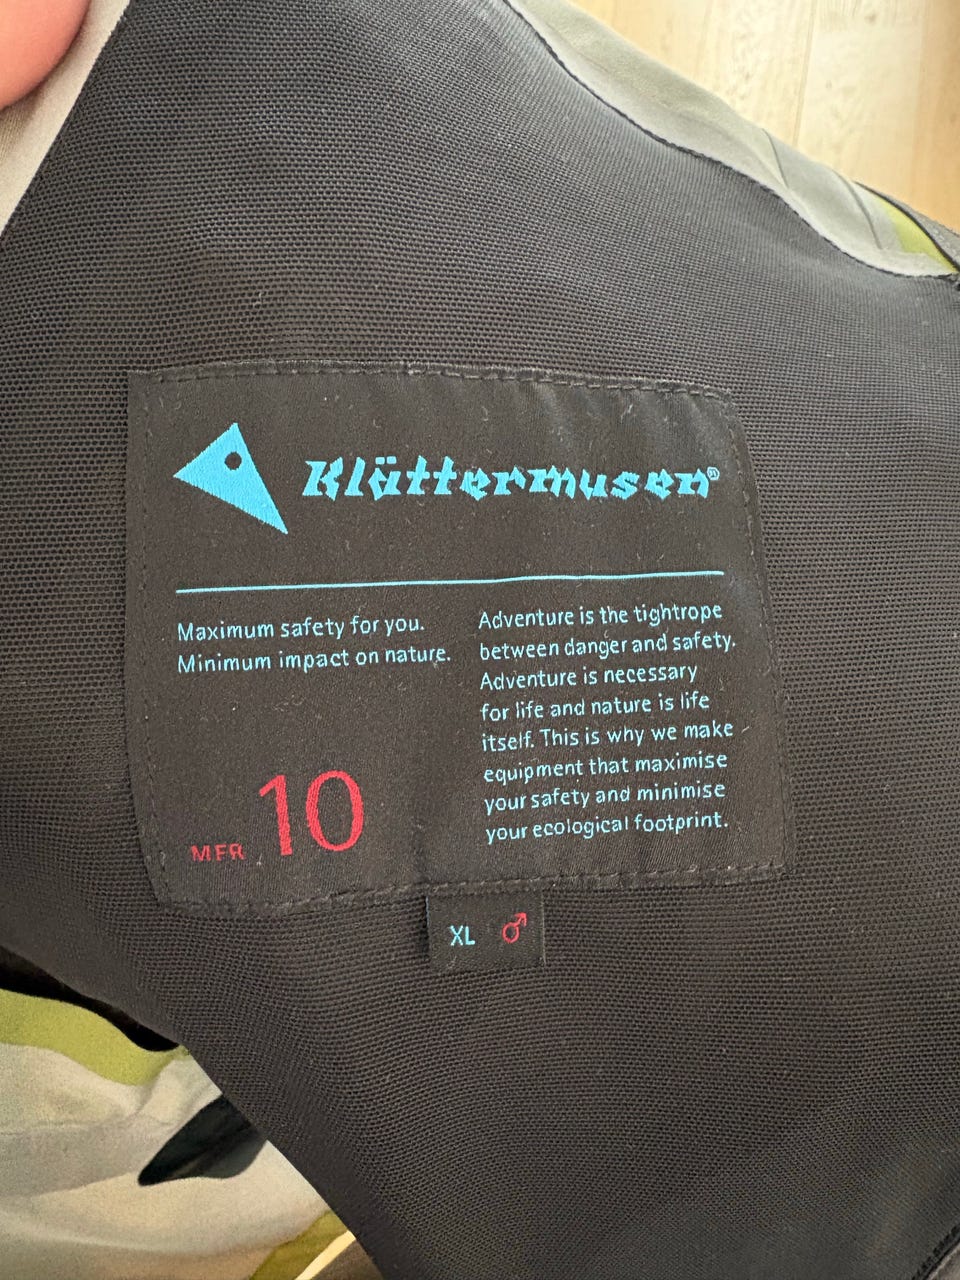 Klättermusen®
Maximum safety for you.
Minimum impact on nature.
Adventure is the tightrope
between danger and safety.
Adventure is necessary
for life and nature is life
itself. This is why we make
equipment that maximise
your safety and minimise
your ecological footprint.
MFR 10
XL ♂